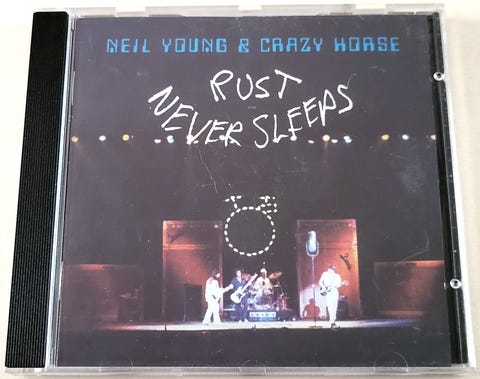 NEIL YOUNG & CRAZY HORSE
RUST
NEVER SLEEPS